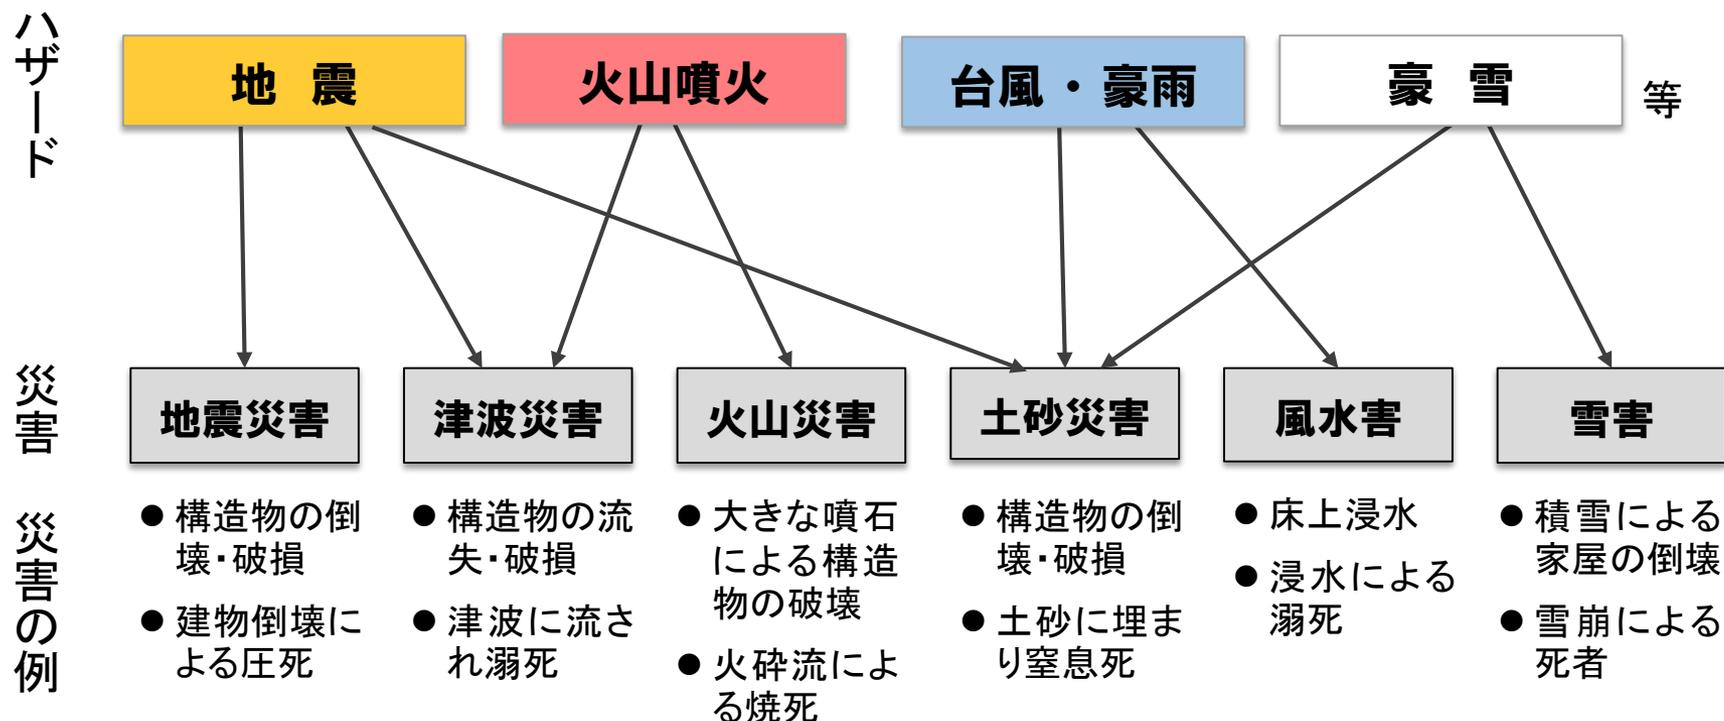 ハザード
地 震
火山噴火
台風・豪雨
豪 雪
等
災害
地震災害
津波災害
火山災害
土砂災害
風水害
雪害
災害の例
● 構造物の倒
壊・破損
● 建物倒壊に
よる圧死
● 構造物の流
失・破損
● 津波に流さ
れ溺死
● 大きな噴石
による構造
物の破壊
● 火砕流によ
る焼死
● 構造物の倒
壊・破損
● 土砂に埋ま
り窒息死
● 床上浸水
● 浸水による
溺死
● 積雪による
家屋の倒壊
● 雪崩による
死者